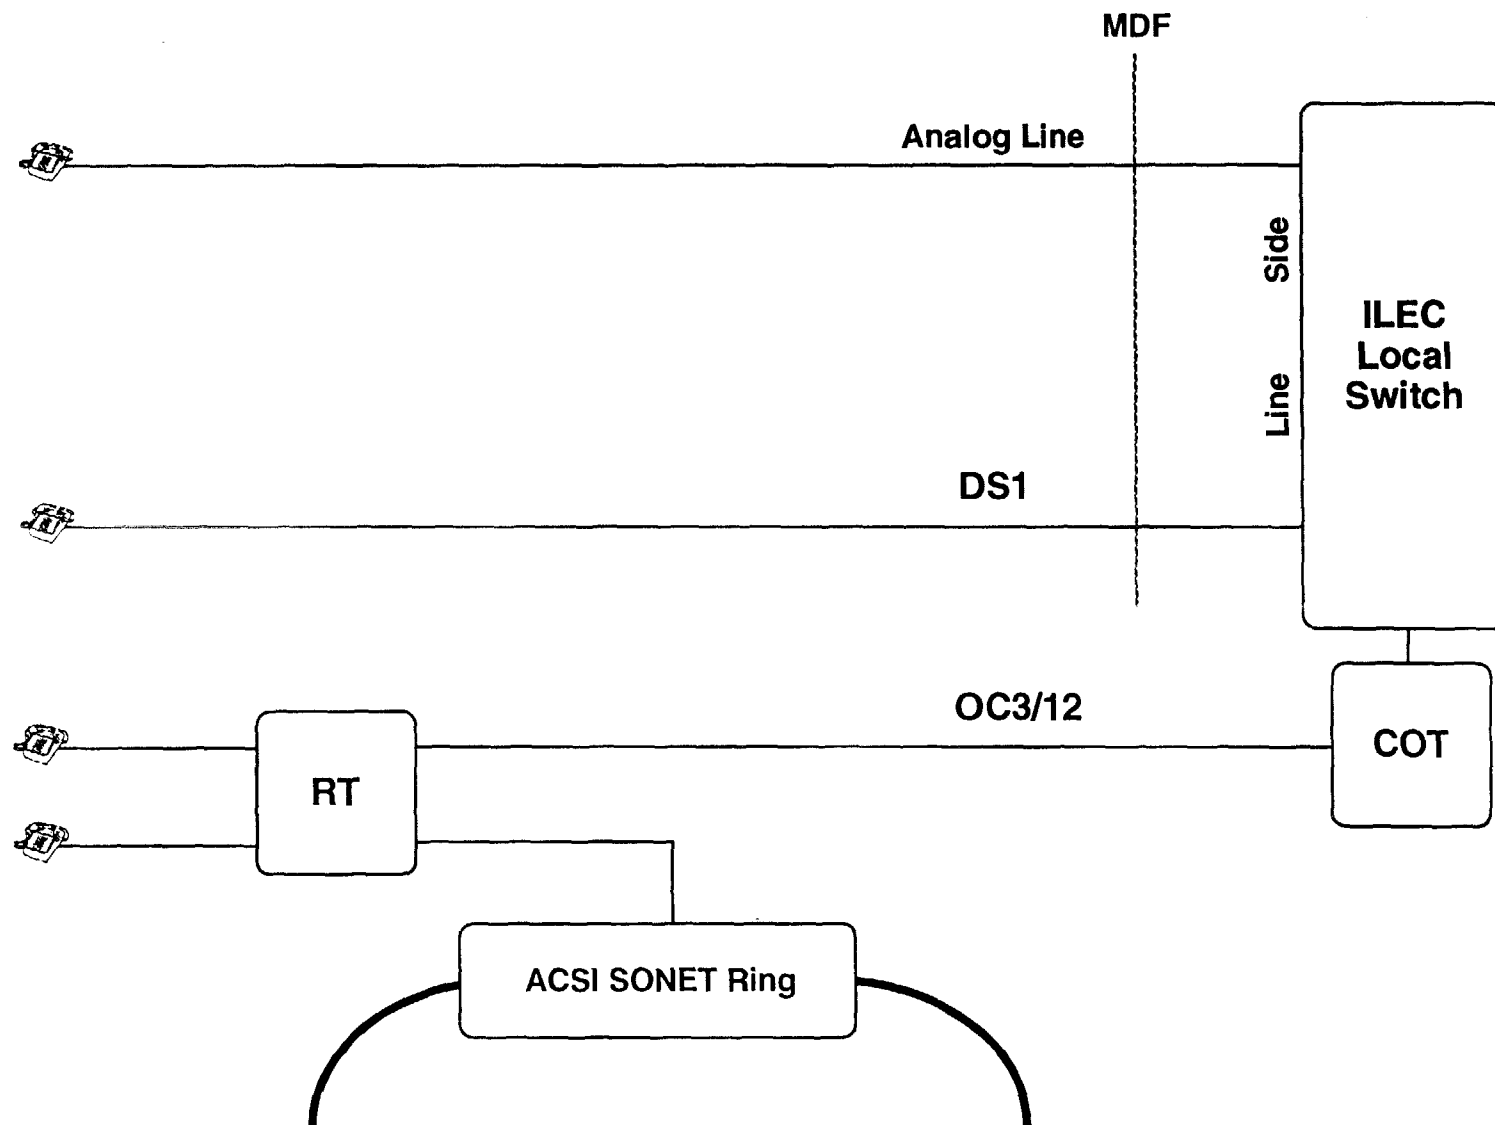 MDF
Analog Line
Side
ILEC
Local
Switch
Line
DS1
OC3/12
COT
RT
ACSI SONET Ring